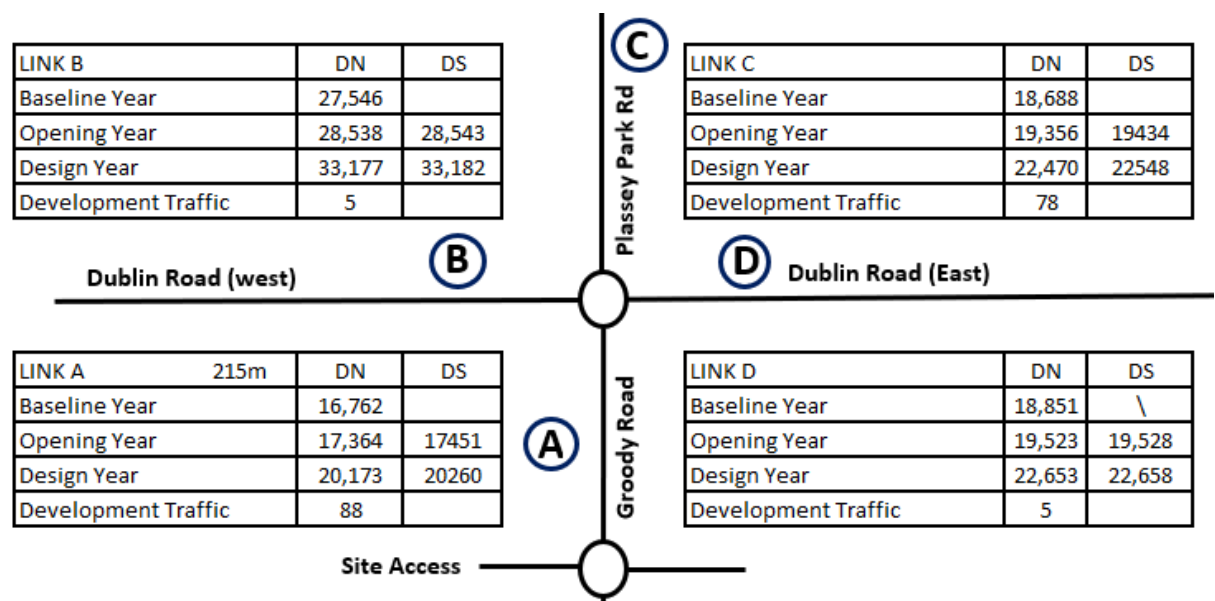 LINK B DN DS
Baseline Year 27,546
Opening Year 28,538 28,543
Design Year 33,177 33,182
Development Traffic 5
C
Plassey Park Rd
LINK C DN DS
Baseline Year 18,688
Opening Year 19,356 19434
Design Year 22,470 22548
Development Traffic 78
B
Dublin Road (west)
D
Dublin Road (East)
LINK A 215m DN DS
Baseline Year 16,762
Opening Year 17,364 17451
Design Year 20,173 20260
Development Traffic 88
A
Groody Road
LINK D DN DS
Baseline Year 18,851 \
Opening Year 19,523 19,528
Design Year 22,653 22,658
Development Traffic 5
Site Access